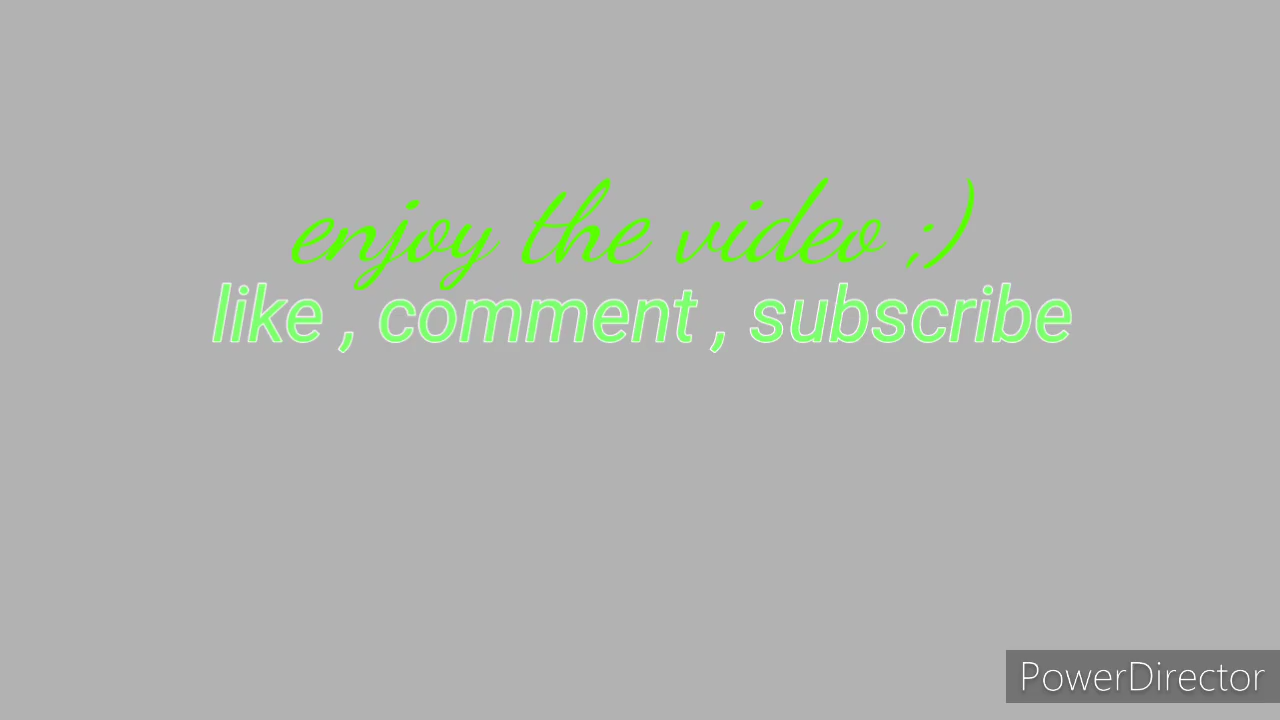 enjoy the video ;)
like , comment , subscribe
PowerDirector